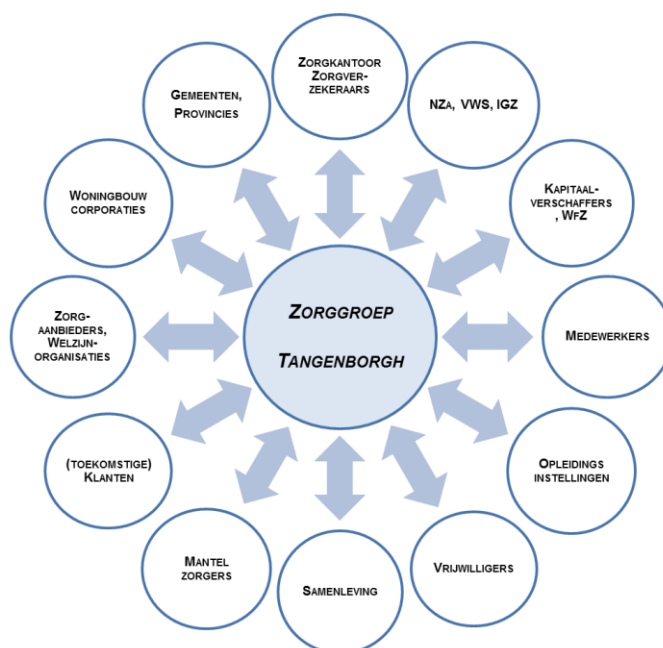 ZORGKANTOOR
ZORGVER-
ZEKERAARS
NZA, VWS, IGZ
KAPITAAL-
VERSCHAFFERS
, WFZ
MEDEWERKERS
OPLEIDINGS
INSTELLINGEN
VRIJWILLIGERS
SAMENLEVING
MANTEL
ZORGERS
(TOEKOMSTIGE)
KLANTEN
ZORG-
AANBIEDERS,
WELZIJN-
ORGANISATIES
WONINGBOUW
CORPORATIES
GEMEENTEN,
PROVINCIES
ZORGGROEP
TANGENBORGH